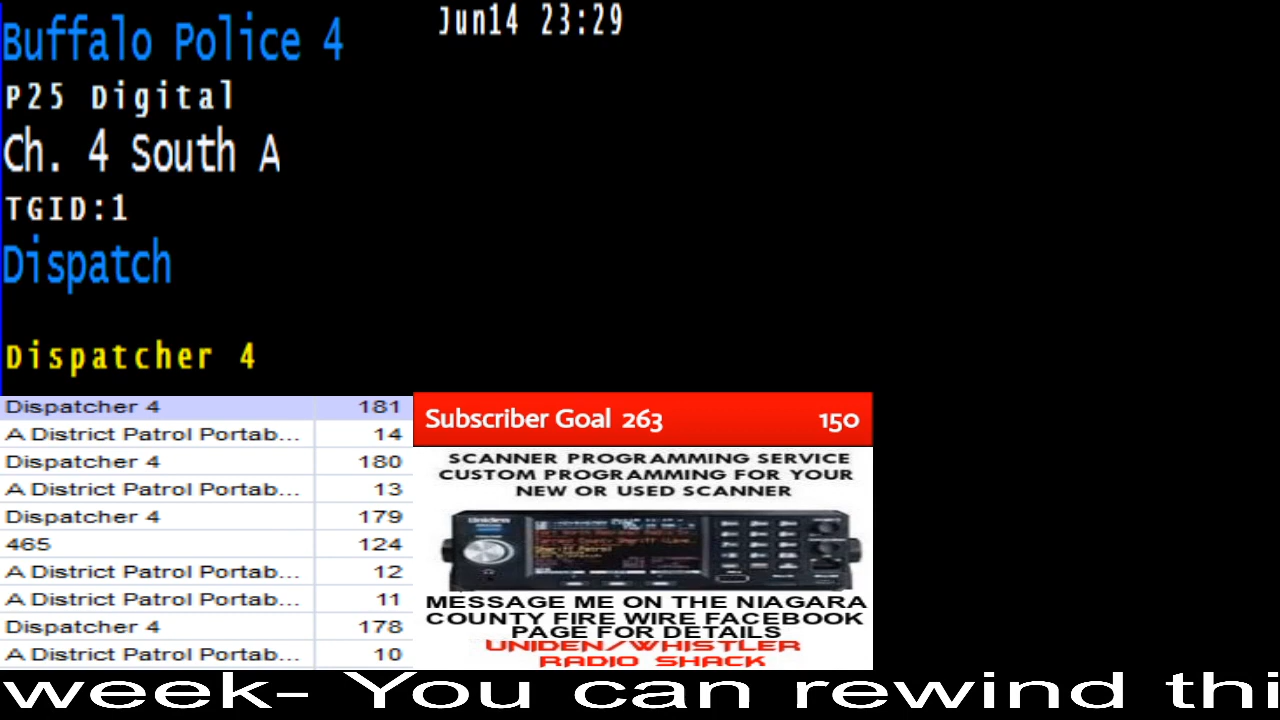 Buffalo Police 4
Jun14 23:29
P25 Digital
Ch. 4 South A
TGID:1
Dispatch
Dispatcher 4
Dispatcher 4 181
A District Patrol Portab... 14
Dispatcher 4 180
A District Patrol Portab... 13
Dispatcher 4 179
465 124
A District Patrol Portab... 12
A District Patrol Portab... 11
Dispatcher 4 178
A District Patrol Portab... 10
Subscriber Goal 263 150
SCANNER PROGRAMMING SERVICE
CUSTOM PROGRAMMING FOR YOUR
NEW OR USED SCANNER
Uniden
MESSAGE ME ON THE NIAGARA
COUNTY FIRE WIRE FACEBOOK
PAGE FOR DETAILS
UNIDEN/WHISTLER
RADIO SHACK
week- You can rewind thi